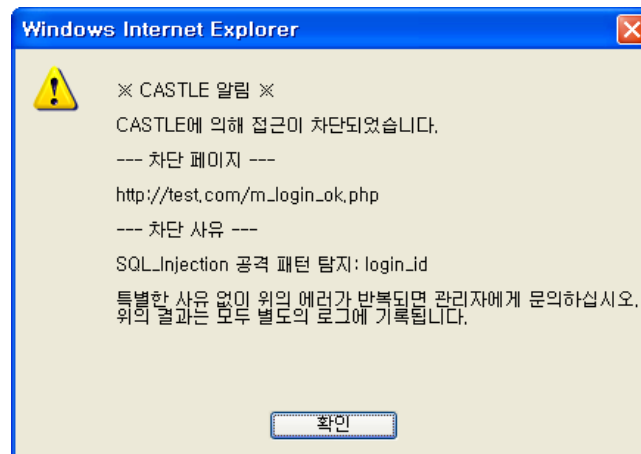 Windows Internet Explorer
※ CASTLE 알림 ※
CASTLE에 의해 접근이 차단되었습니다.
--- 차단 페이지 ---
http://test.com/m_login_ok.php
--- 차단 사유 ---
SQL_Injection 공격 패턴 탐지: login_id
특별한 사유 없이 위의 에러가 반복되면 관리자에게 문의하십시오.
위의 결과는 모두 별도의 로그에 기록됩니다.
확인